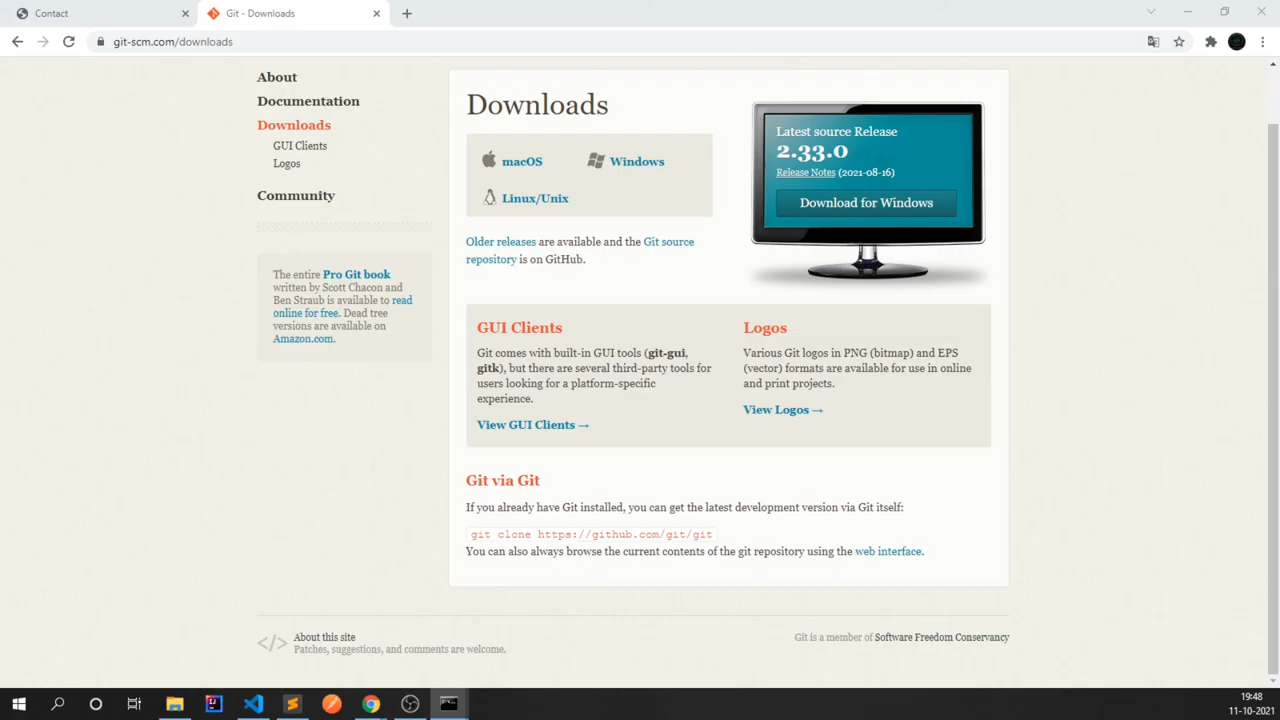 Contact
Git - Downloads
git-scm.com/downloads
About
Documentation
Downloads
GUI Clients
Logos
Community
The entire Pro Git book
written by Scott Chacon and
Ben Straub is available to read
online for free. Dead tree
versions are available on
Amazon.com.
Downloads
macOS
Windows
Linux/Unix
Older releases are available and the Git source
repository is on GitHub.
Latest source Release
2.33.0
Release Notes (2021-08-16)
Download for Windows
GUI Clients
Git comes with built-in GUI tools (git-gui,
gitk), but there are several third-party tools for
users looking for a platform-specific
experience.
View GUI Clients →
Logos
Various Git logos in PNG (bitmap) and EPS
(vector) formats are available for use in online
and print projects.
View Logos →
Git via Git
If you already have Git installed, you can get the latest development version via Git itself:
git clone https://github.com/git/git
You can also always browse the current contents of the git repository using the web interface.
</> About this site
Patches, suggestions, and comments are welcome.
Git is a member of Software Freedom Conservancy
19:48
11-10-2021